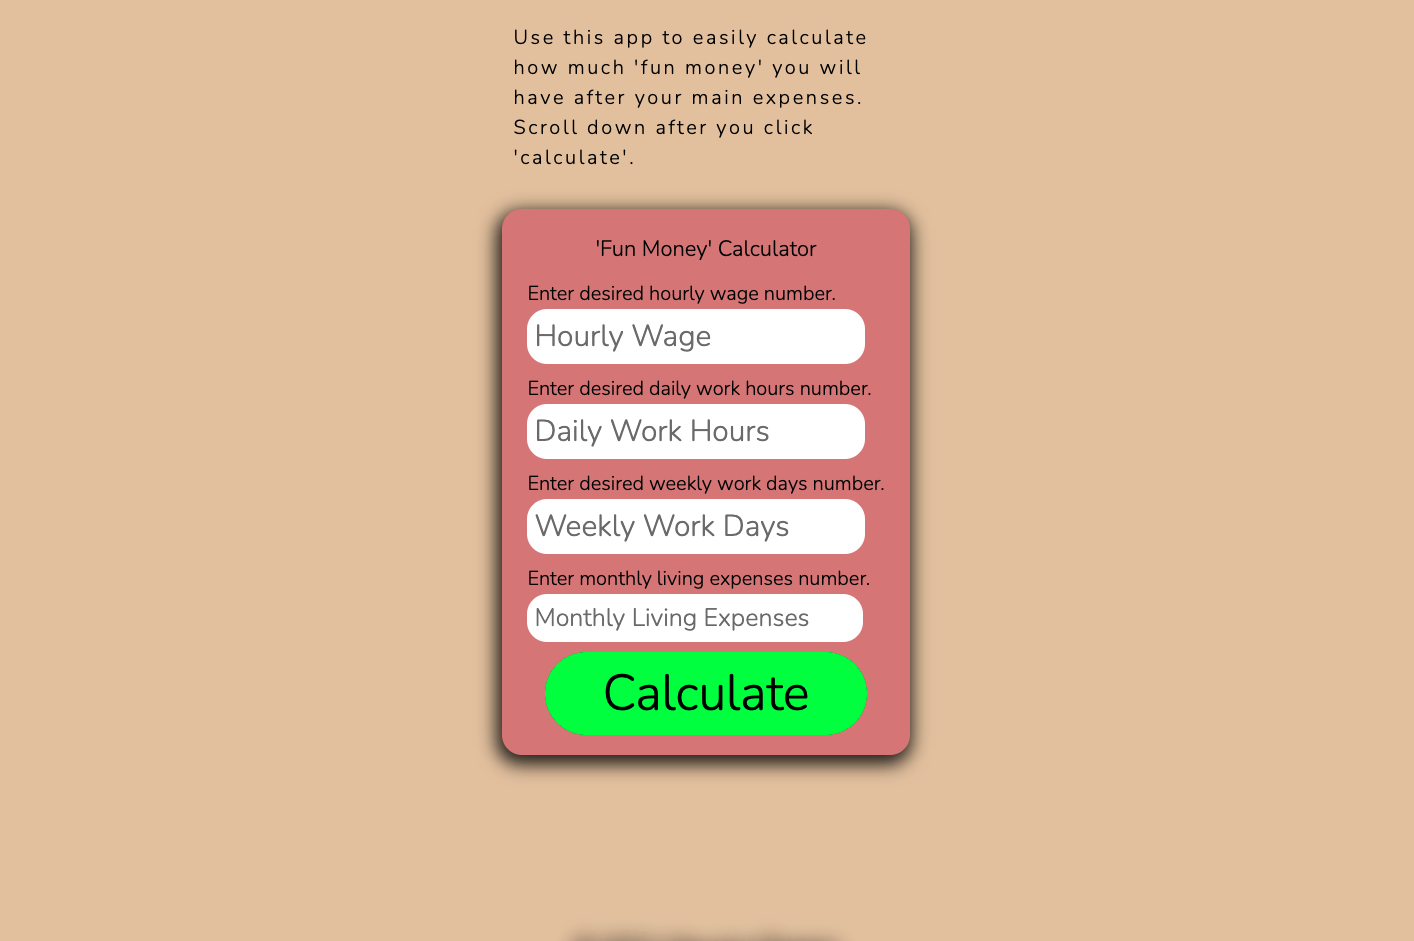 Use this app to easily calculate
how much 'fun money' you will
have after your main expenses.
Scroll down after you click
'calculate'.
'Fun Money' Calculator
Enter desired hourly wage number.
Hourly Wage
Enter desired daily work hours number.
Daily Work Hours
Enter desired weekly work days number.
Weekly Work Days
Enter monthly living expenses number.
Monthly Living Expenses
Calculate